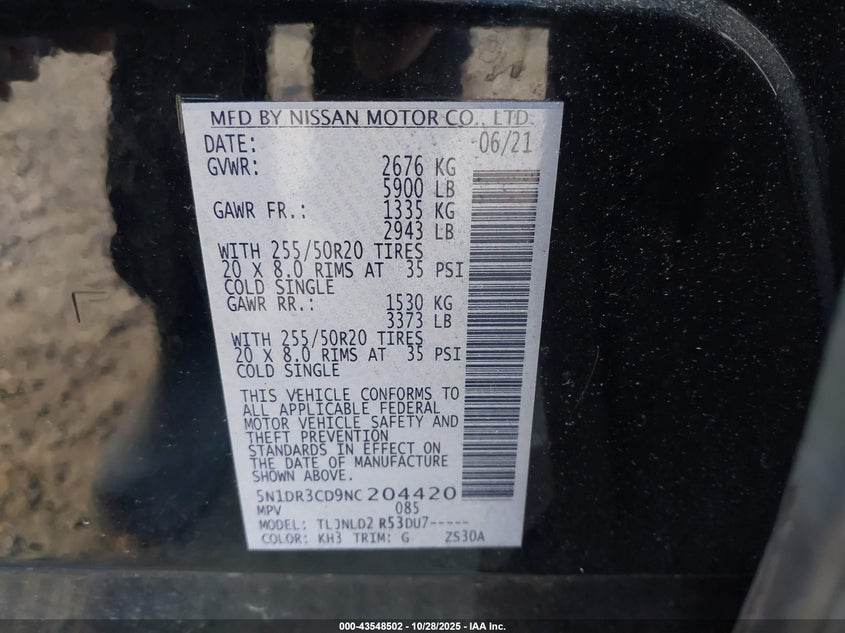 MFD BY NISSAN MOTOR CO., LTD.
DATE: 06/21
GVWR: 2676 KG
5900 LB
GAWR FR.: 1335 KG
2943 LB
WITH 255/50R20 TIRES
20 X 8.0 RIMS AT 35 PSI
COLD SINGLE
GAWR RR.: 1530 KG
3373 LB
WITH 255/50R20 TIRES
20 X 8.0 RIMS AT 35 PSI
COLD SINGLE
THIS VEHICLE CONFORMS TO
ALL APPLICABLE FEDERAL
MOTOR VEHICLE SAFETY AND
THEFT PREVENTION
STANDARDS IN EFFECT ON
THE DATE OF MANUFACTURE
SHOWN ABOVE.
5N1DR3CD9NC204420
MPV 085
MODEL: TLJNLD2 R53DU7-----
COLOR: KH3 TRIM: G ZS30A
000-43548502 - 10/28/2025 - IAA Inc.